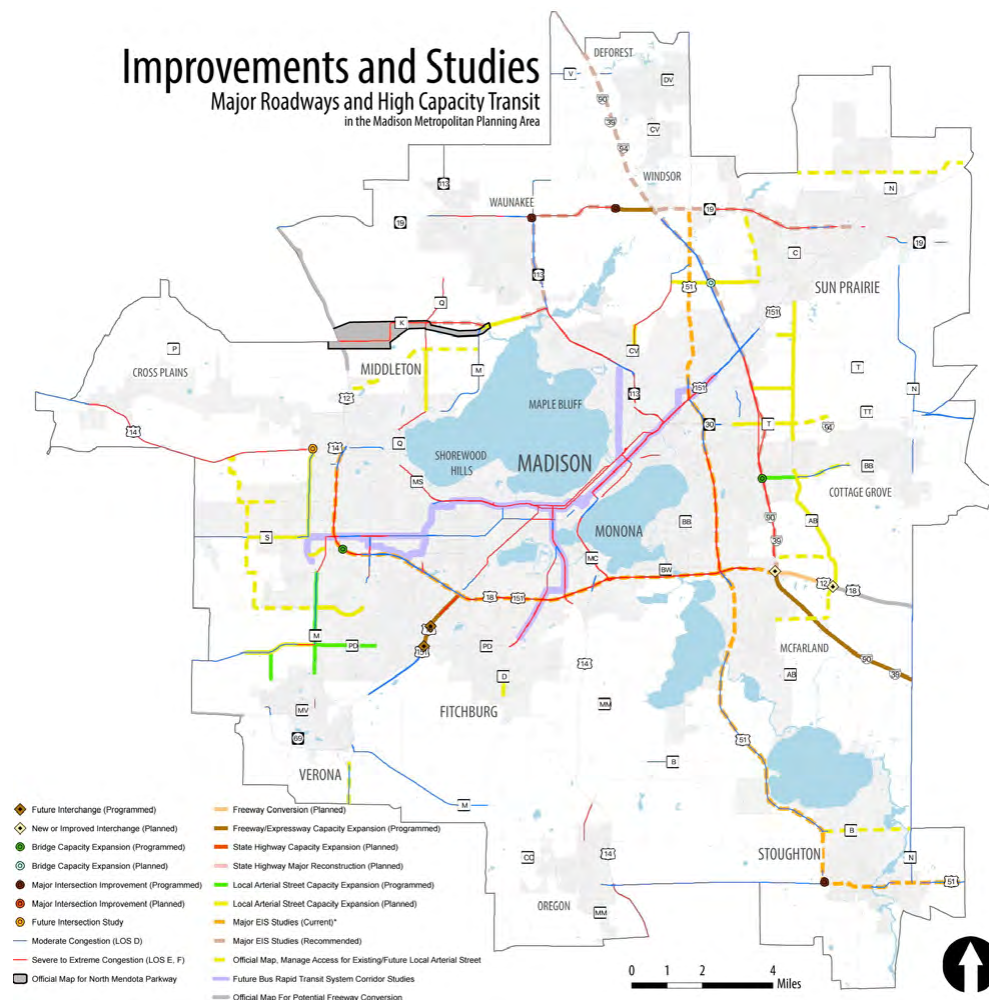 Improvements and Studies
Major Roadways and High Capacity Transit
in the Madison Metropolitan Planning Area
DEFOREST
V
DV
90
39
CV
94
WINDSOR
113
N
WAUNAKEE
19
19
19
C
113
51
SUN PRAIRIE
Q
151
K
P
CROSS PLAINS
MIDDLETON
M
CV
T
N
12
MAPLE BLUFF
113
151
TT
14
14
Q
30
T
94
SHOREWOOD
HILLS
MADISON
BB
COTTAGE GROVE
MS
90
AB
BB
S
MONONA
39
MC
BW
12
18
18
151
M
PD
PD
151
MCFARLAND
90
39
14
D
AB
MV
FITCHBURG
MM
69
51
B
VERONA
M
B
STOUGHTON
CC
14
N
51
OREGON
MM
Future Interchange (Programmed)
New or Improved Interchange (Planned)
Bridge Capacity Expansion (Programmed)
Bridge Capacity Expansion (Planned)
Major Intersection Improvement (Programmed)
Major Intersection Improvement (Planned)
Future Intersection Study
Moderate Congestion (LOS D)
Severe to Extreme Congestion (LOS E, F)
Official Map for North Mendota Parkway
Freeway Conversion (Planned)
Freeway/Expressway Capacity Expansion (Programmed)
State Highway Capacity Expansion (Planned)
State Highway Major Reconstruction (Planned)
Local Arterial Street Capacity Expansion (Programmed)
Local Arterial Street Capacity Expansion (Planned)
Major EIS Studies (Current)*
Major EIS Studies (Recommended)
Official Map, Manage Access for Existing/Future Local Arterial Street
Future Bus Rapid Transit System Corridor Studies
Official Map For Potential Freeway Conversion
0 1 2 4
Miles